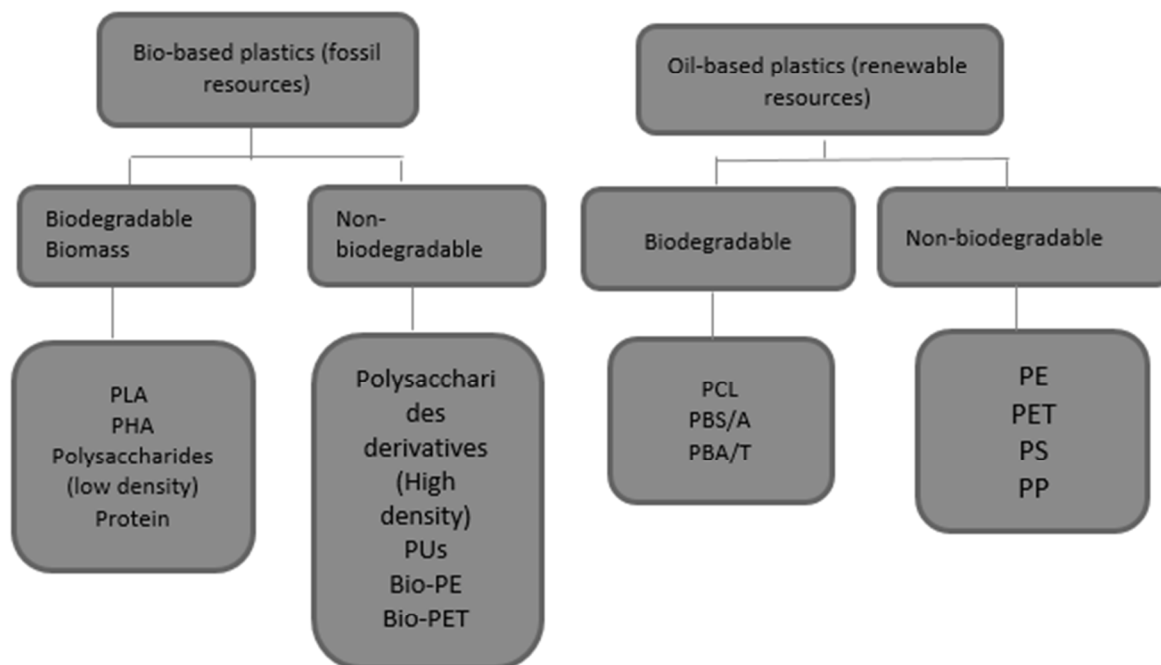 Bio-based plastics (fossil
resources)
Oil-based plastics (renewable
resources)
Biodegradable
Biomass
Non-
biodegradable
Biodegradable
Non-biodegradable
PLA
PHA
Polysaccharides
(low density)
Protein
Polysacchari
des
derivatives
(High
density)
PUs
Bio-PE
Bio-PET
PCL
PBS/A
PBA/T
PE
PET
PS
PP